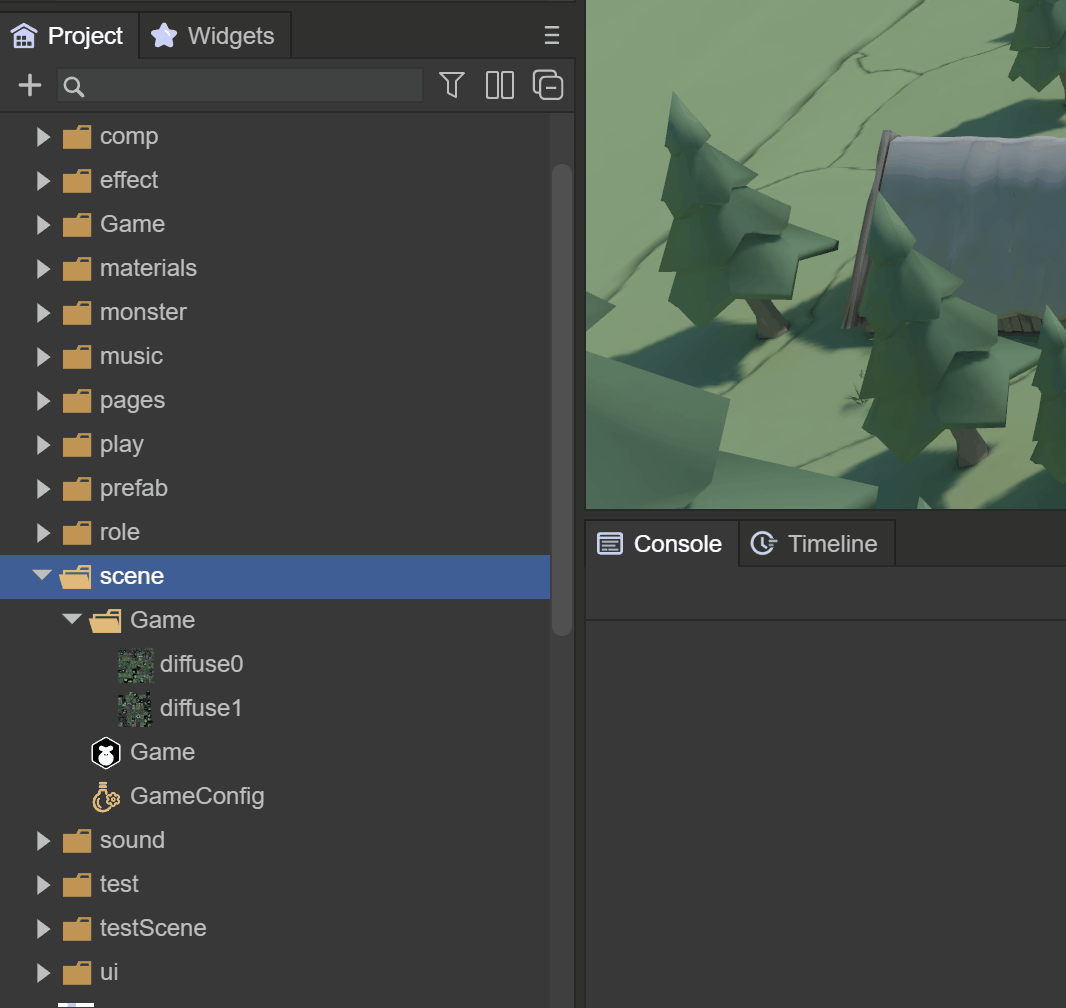 Project Widgets
comp
effect
Game
materials
monster
music
pages
play
prefab
role
scene
Game
diffuse0
diffuse1
Game
GameConfig
sound
test
testScene
ui
Console Timeline